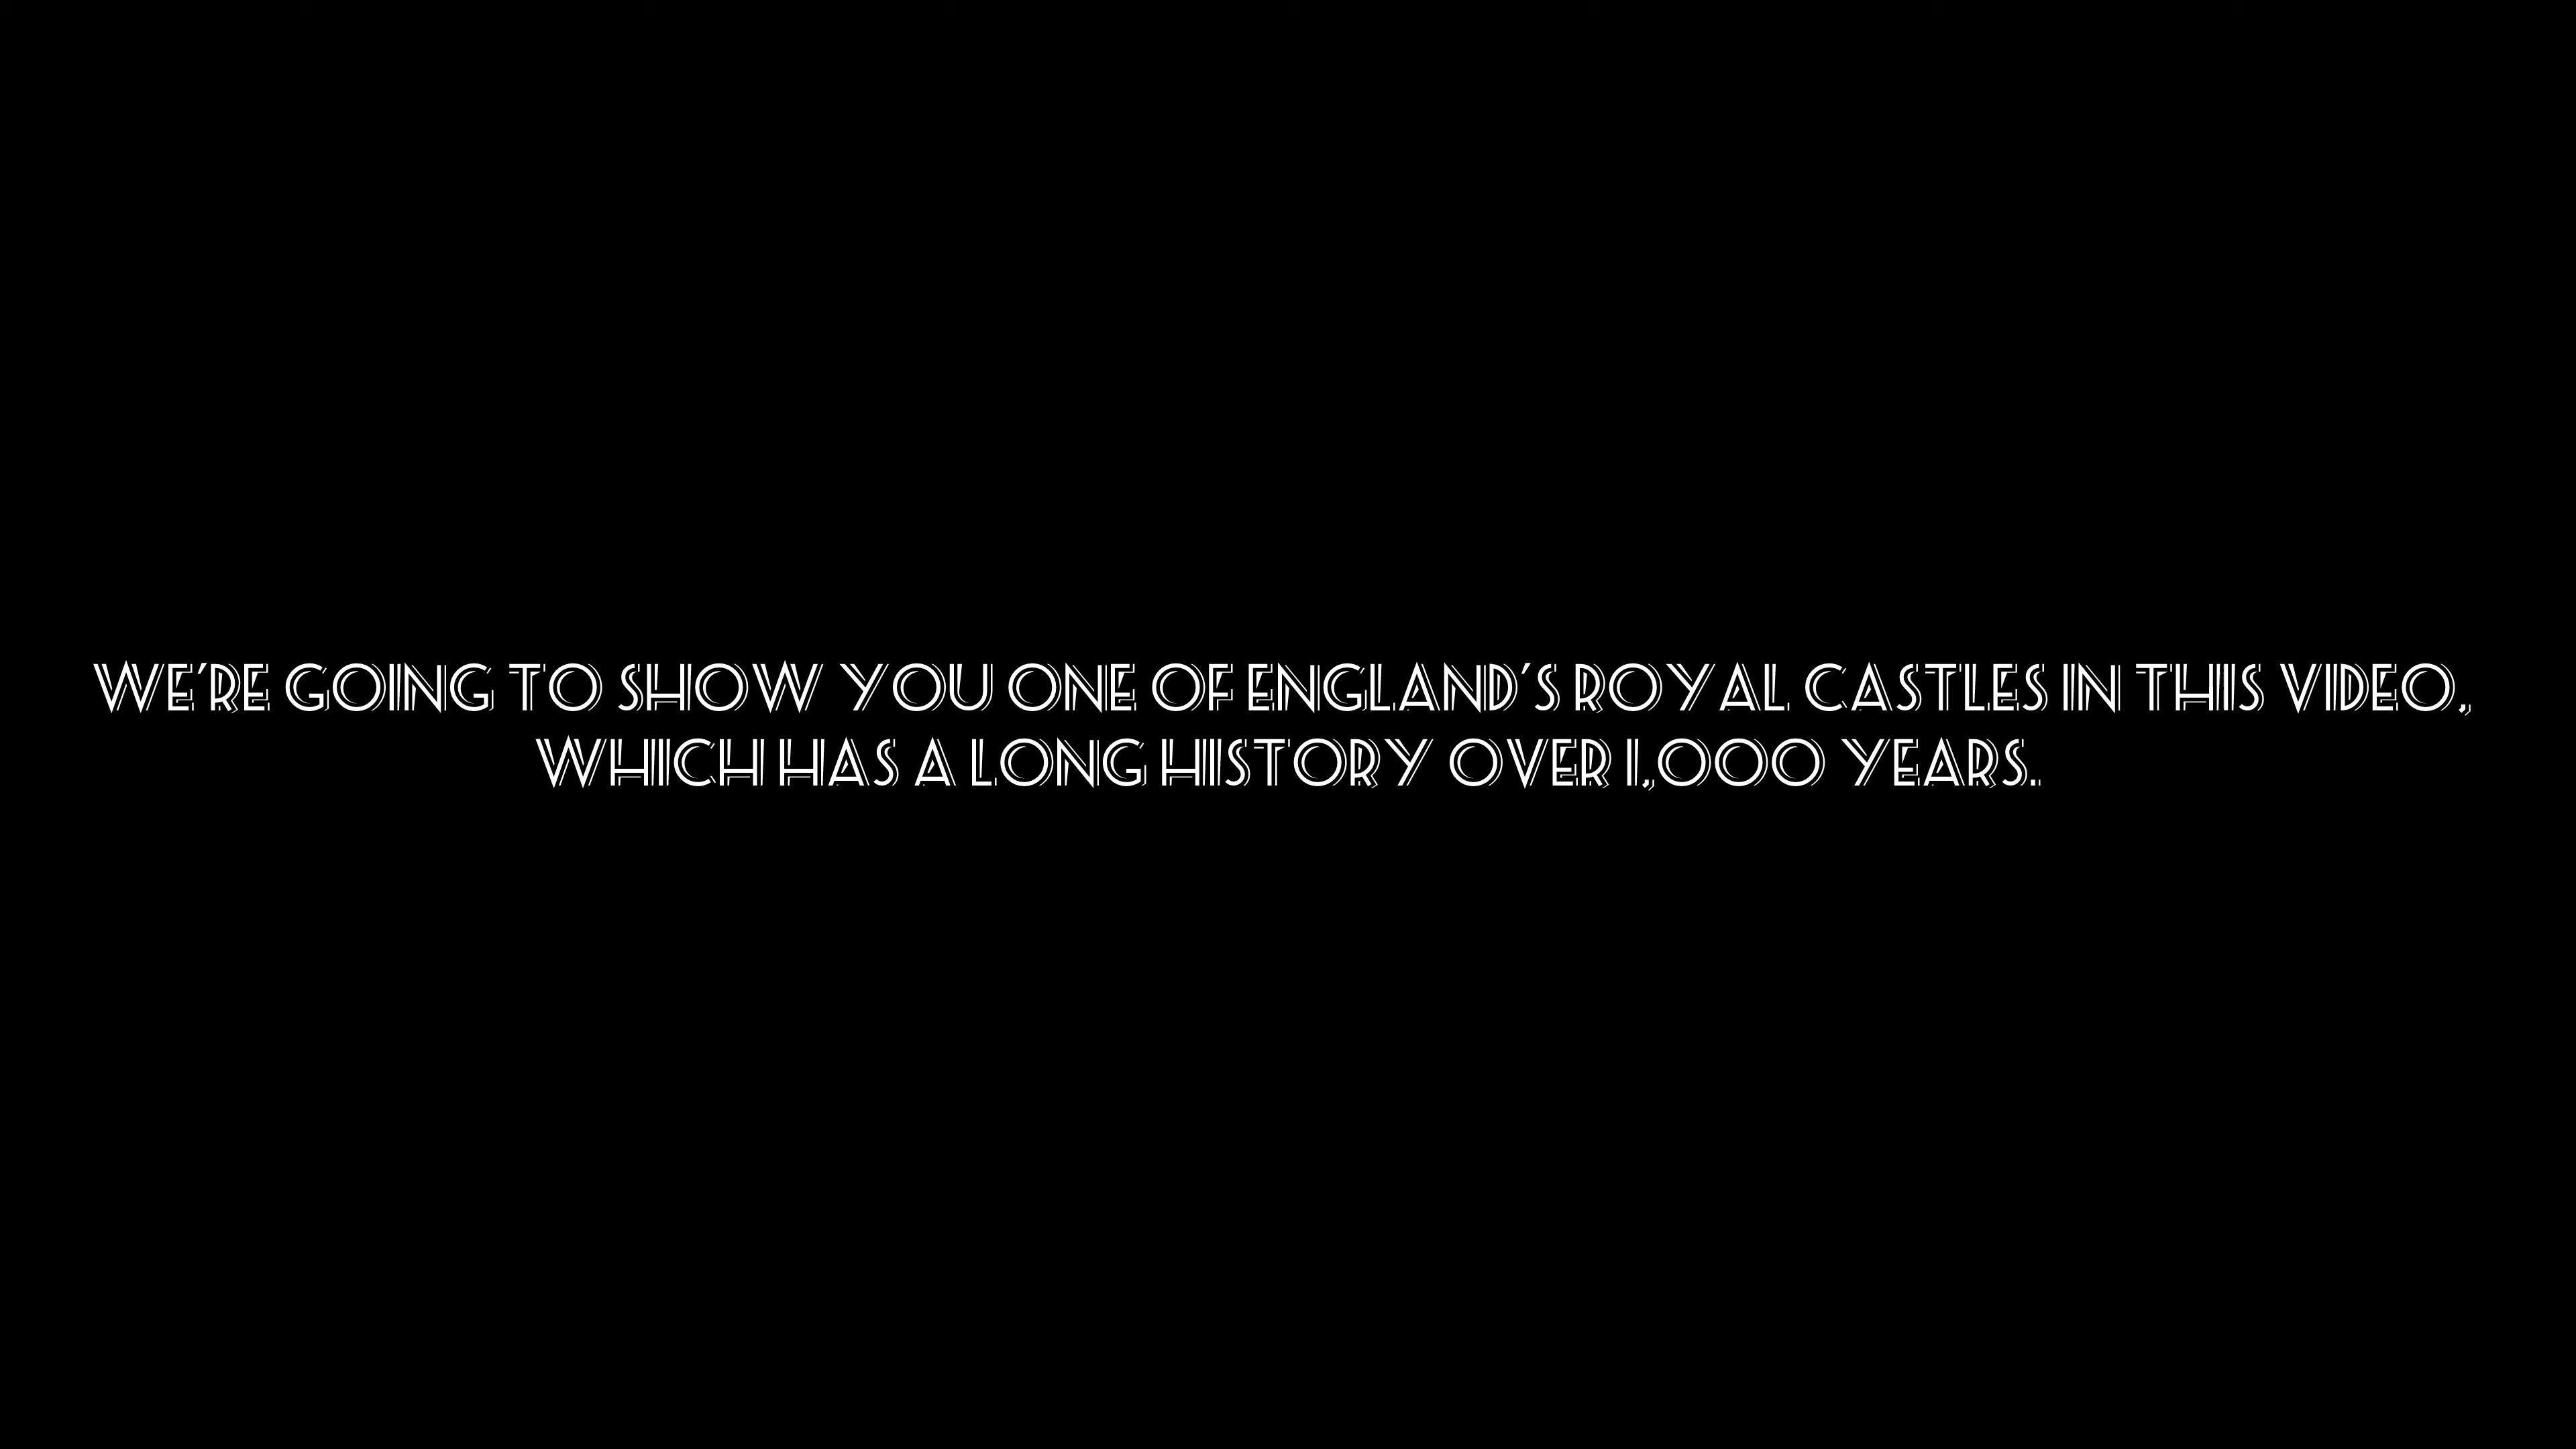 WE'RE GOING TO SHOW YOU ONE OF ENGLAND'S ROYAL CASTLES IN THIS VIDEO,
WHICH HAS A LONG HISTORY OVER 1,000 YEARS.